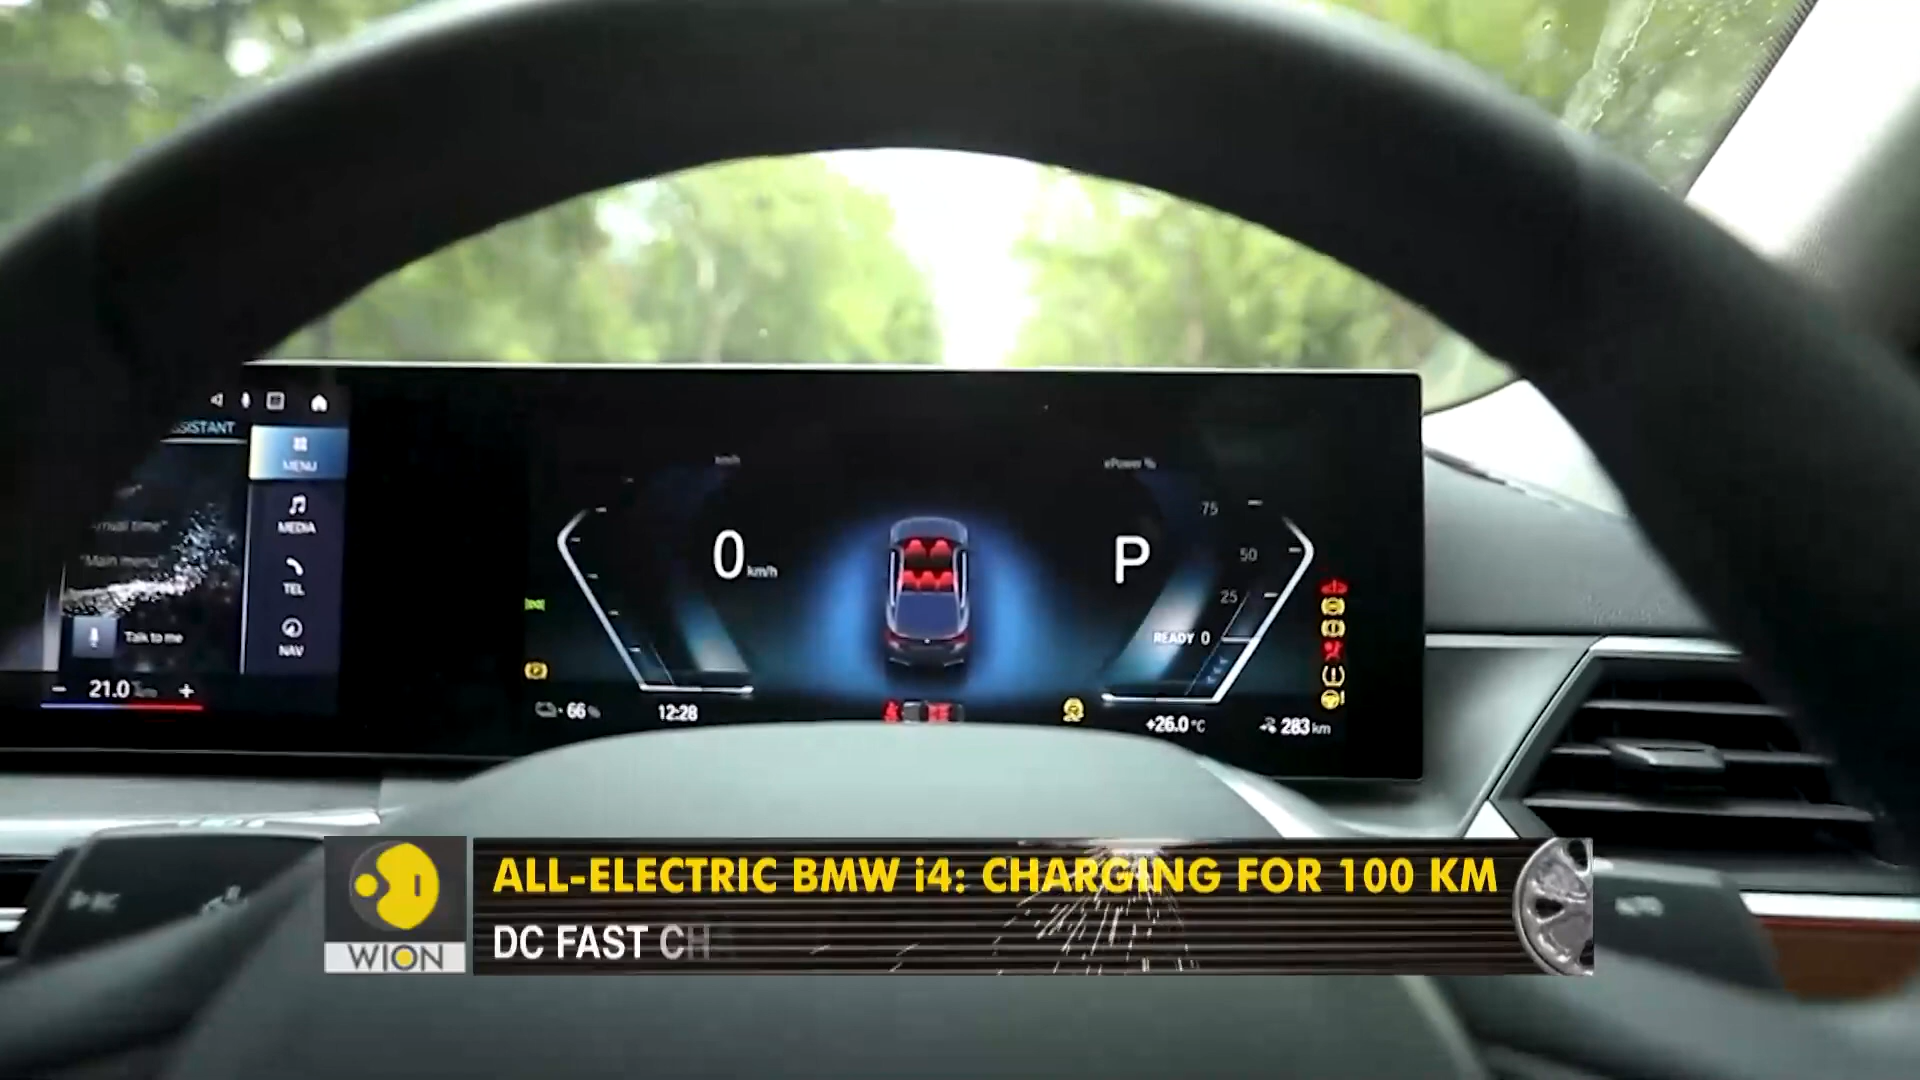 SSISTANT
MENU
MEDIA
TEL
NAV
"Main menu"
Talk to me
− 21.0 +
km/h
0 km/h
ePower %
P
75
50
25
READY 0
66 %
12:28
+26.0 °C
283 km
ALL-ELECTRIC BMW i4: CHARGING FOR 100 KM
DC FAST CH
WION